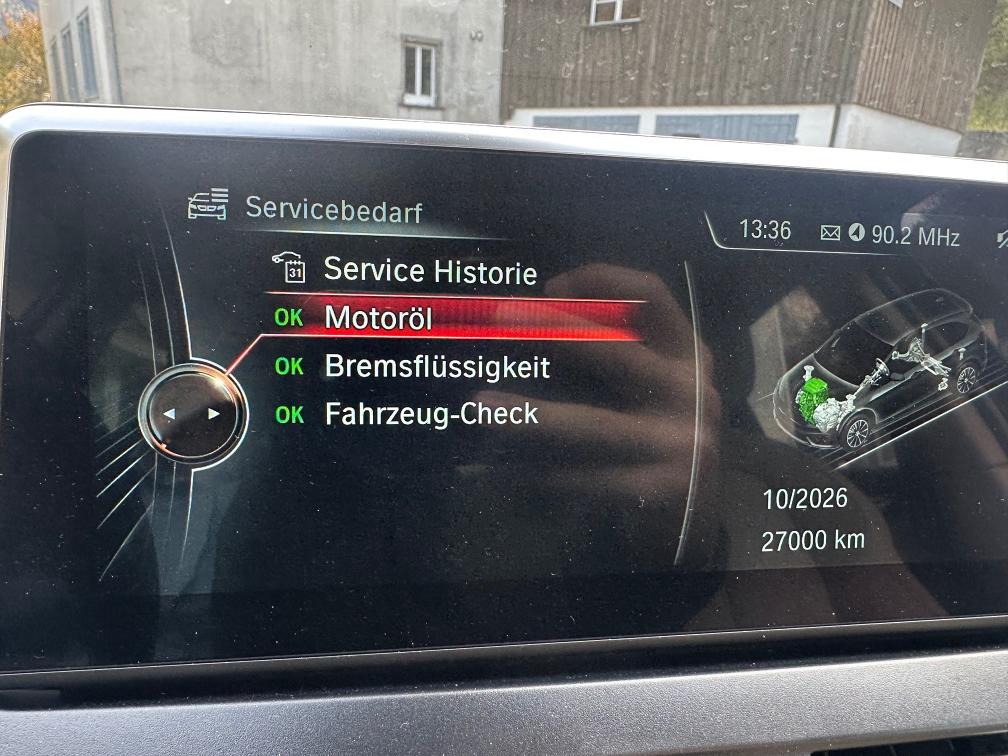 Servicebedarf
13:36 90.2 MHz
31 Service Historie
OK Motoröl
OK Bremsflüssigkeit
OK Fahrzeug-Check
10/2026
27000 km